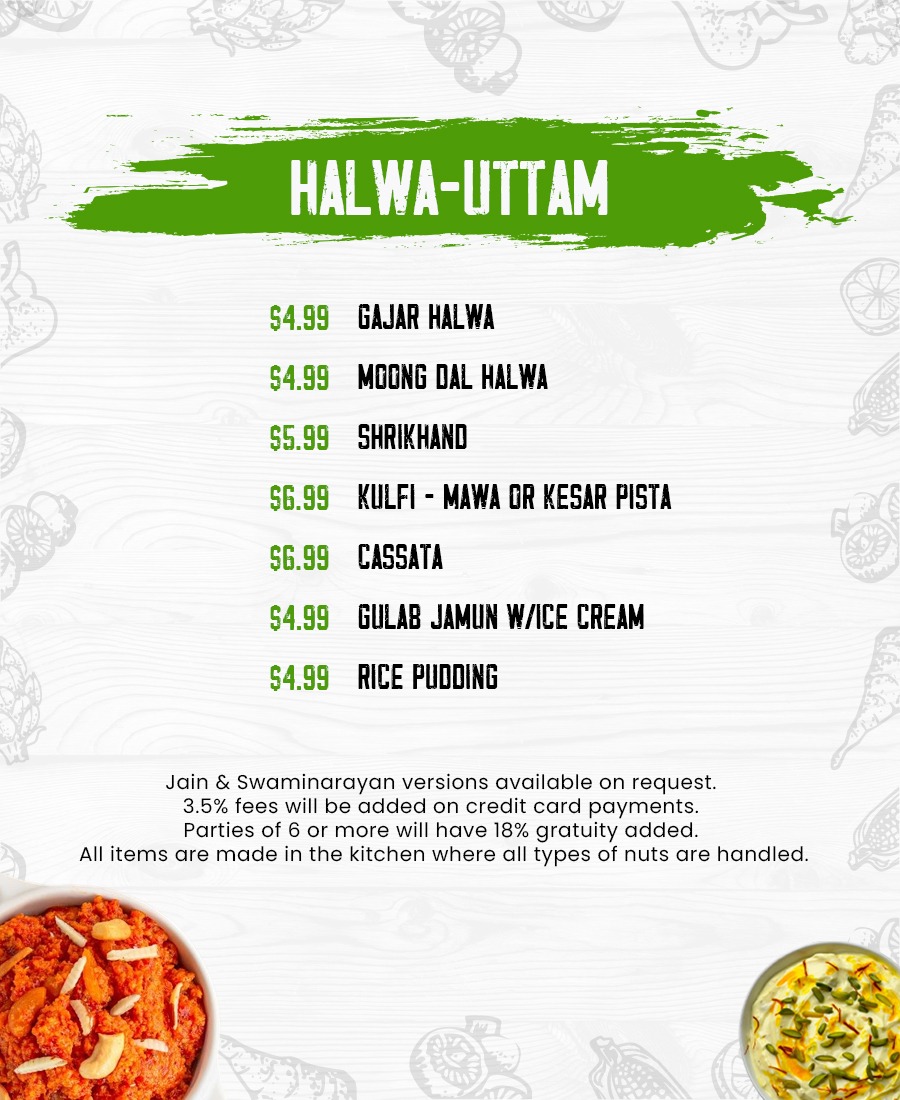 HALWA-UTTAM
$4.99 GAJAR HALWA
$4.99 MOONG DAL HALWA
$5.99 SHRIKHAND
$6.99 KULFI - MAWA OR KESAR PISTA
$6.99 CASSATA
$4.99 GULAB JAMUN W/ICE CREAM
$4.99 RICE PUDDING
Jain & Swaminarayan versions available on request.
3.5% fees will be added on credit card payments.
Parties of 6 or more will have 18% gratuity added.
All items are made in the kitchen where all types of nuts are handled.